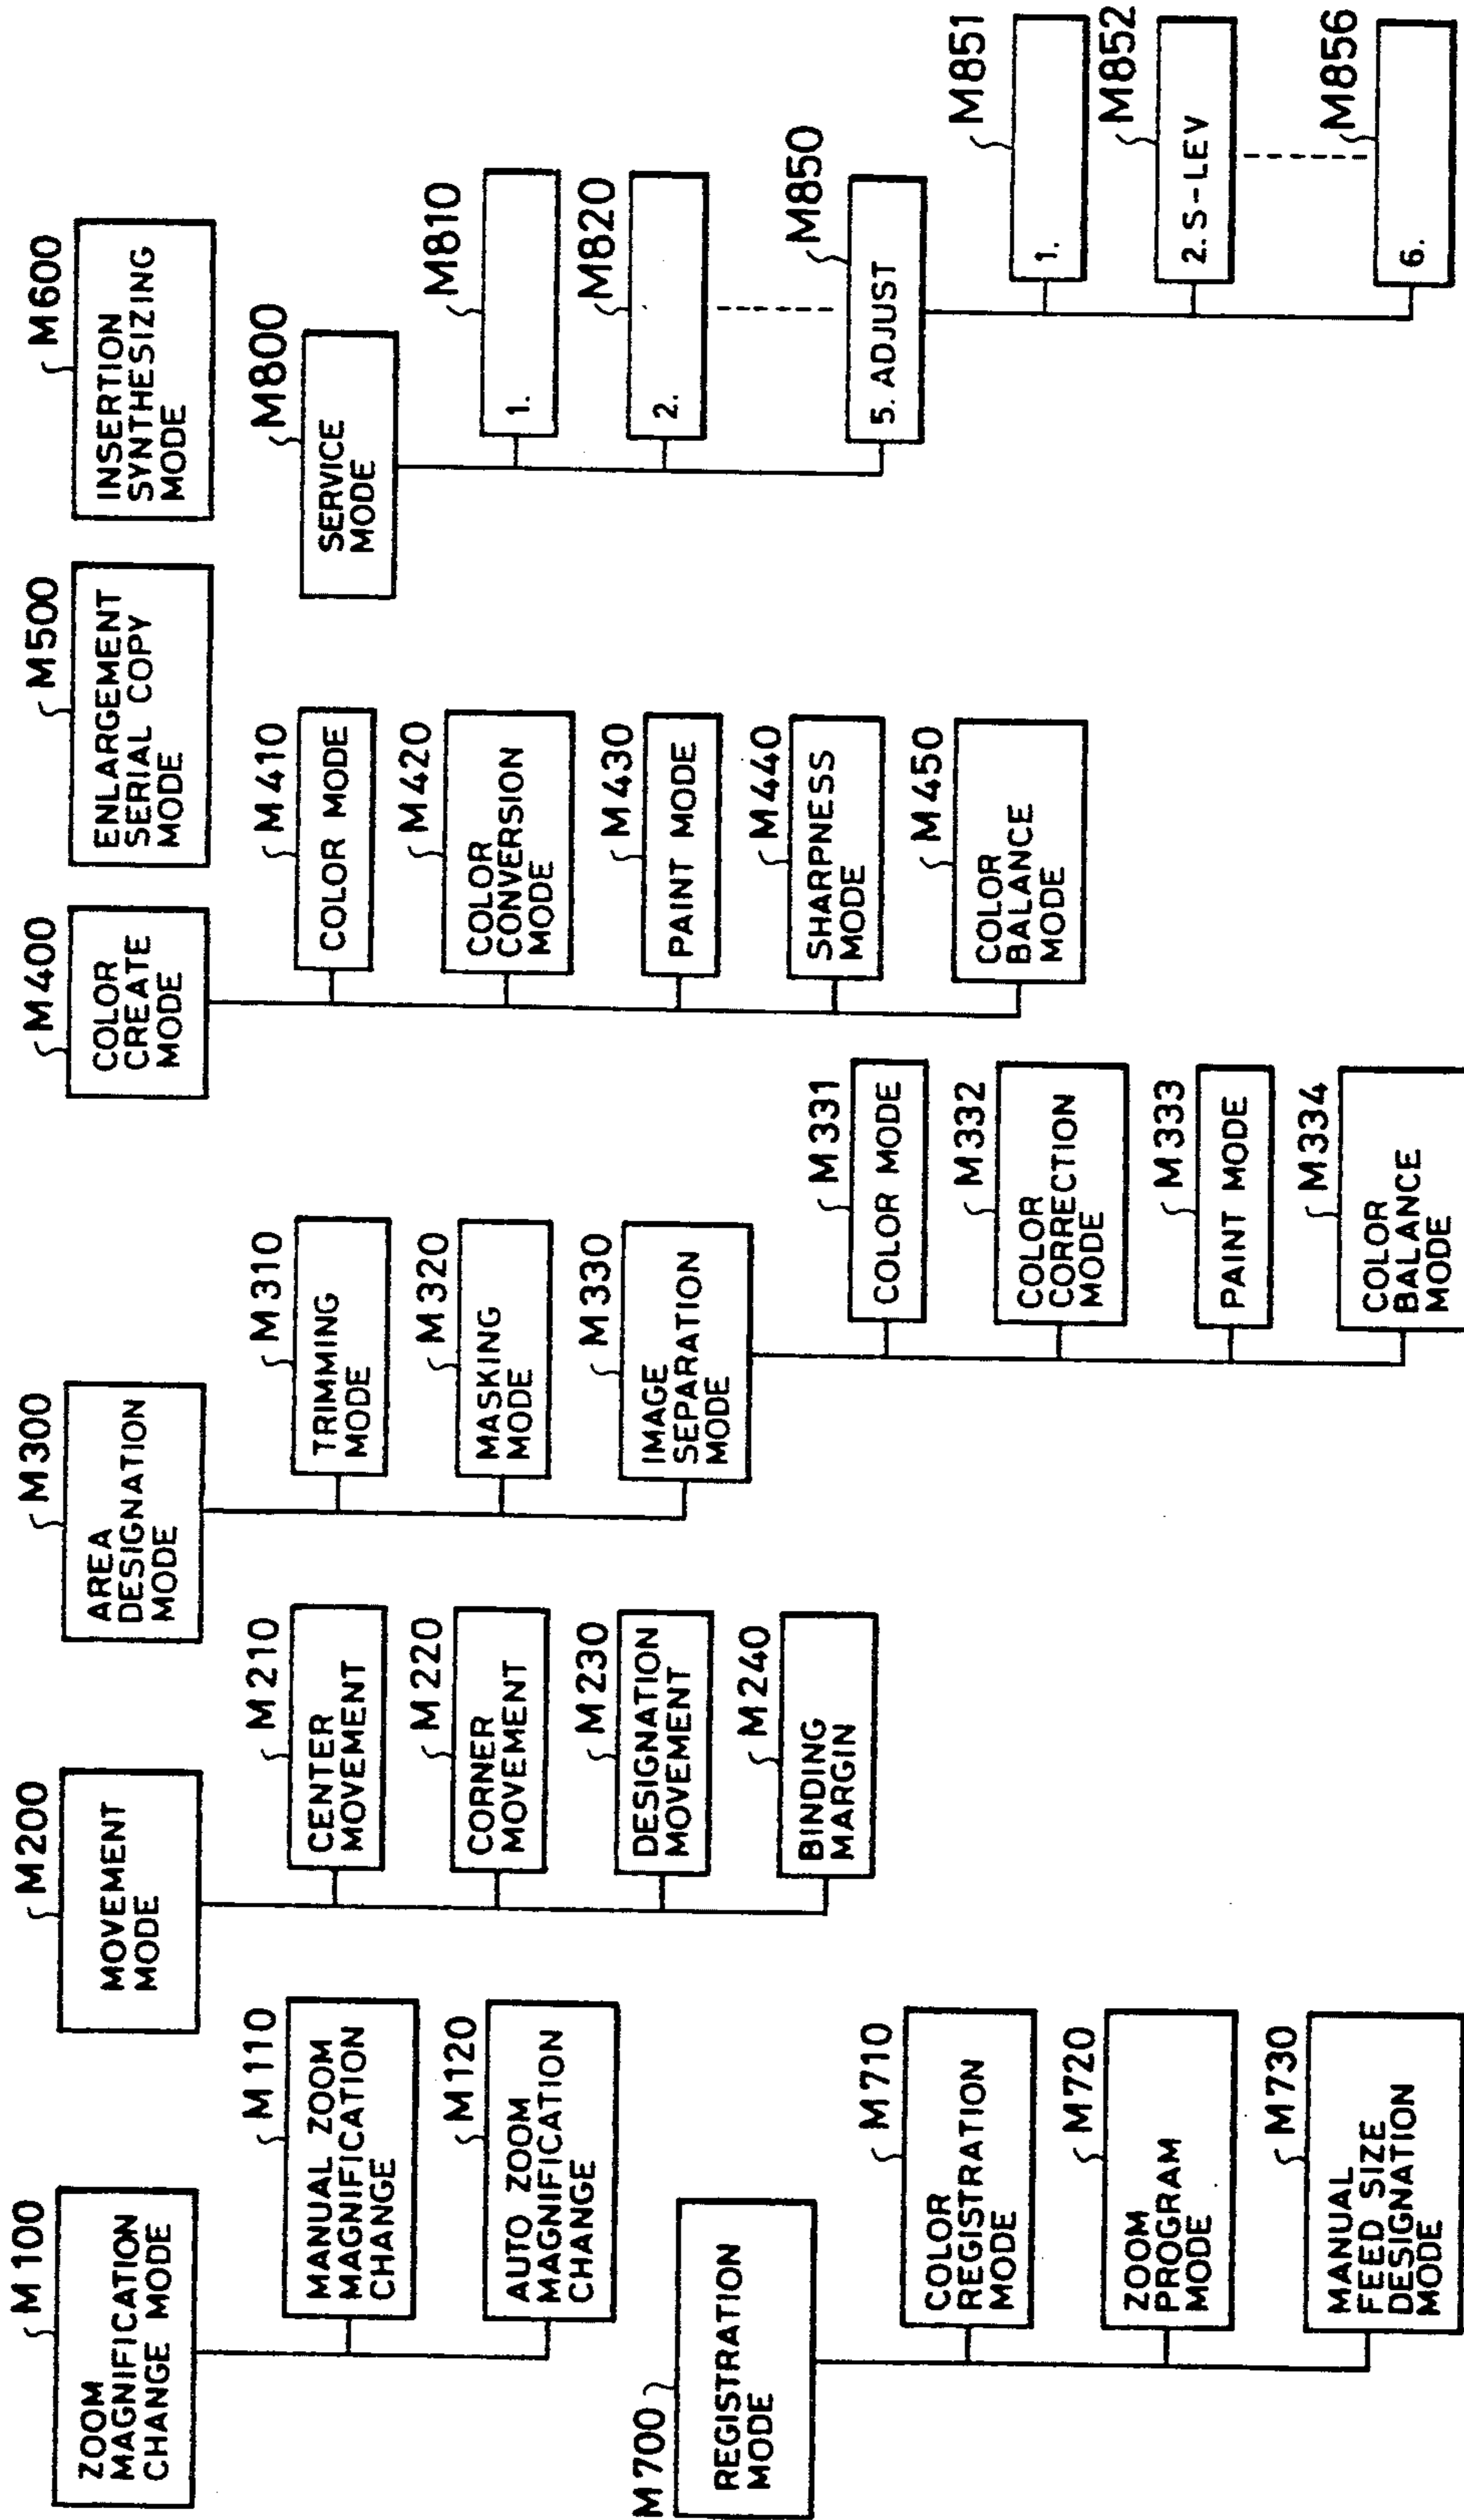 M100
ZOOM
MAGNIFICATION
CHANGE MODE
M110
MANUAL ZOOM
MAGNIFICATION
CHANGE
M120
AUTO ZOOM
MAGNIFICATION
CHANGE
M200
MOVEMENT
MODE
M210
CENTER
MOVEMENT
M220
CORNER
MOVEMENT
M230
DESIGNATION
MOVEMENT
M240
BINDING
MARGIN
M300
AREA
DESIGNATION
MODE
M310
TRIMMING
MODE
M320
MASKING
MODE
M330
IMAGE
SEPARATION
MODE
M331
COLOR MODE
M332
COLOR
CORRECTION
MODE
M333
PAINT MODE
M334
COLOR
BALANCE
MODE
M400
COLOR
CREATE
MODE
M410
COLOR MODE
M420
COLOR
CONVERSION
MODE
M430
PAINT MODE
M440
SHARPNESS
MODE
M450
COLOR
BALANCE
MODE
M500
ENLARGEMENT
SERIAL COPY
MODE
M600
INSERTION
SYNTHESIZING
MODE
M700
REGISTRATION
MODE
M710
COLOR
REGISTRATION
MODE
M720
ZOOM
PROGRAM
MODE
M730
MANUAL
FEED SIZE
DESIGNATION
MODE
M800
SERVICE
MODE
M810
1.
M820
2.
M850
5. ADJUST
M851
1.
M852
2. S-LEV
M856
6.